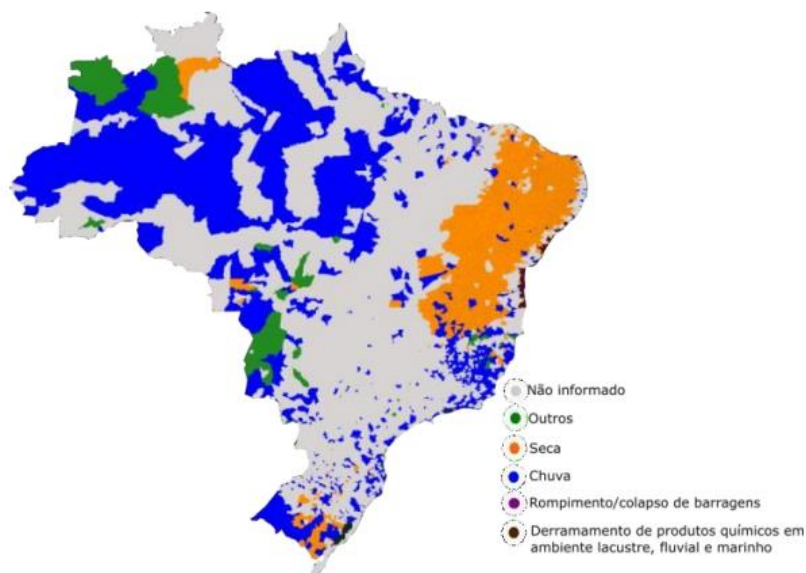 Não informado
Outros
Seca
Chuva
Rompimento/colapso de barragens
Derramamento de produtos químicos em
ambiente lacustre, fluvial e marinho